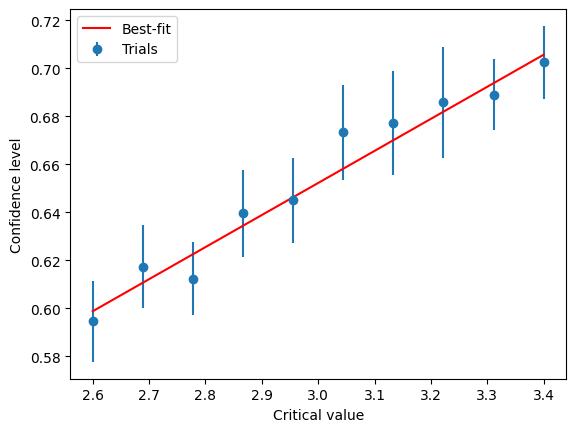 0.72
0.70
0.68
0.66
0.64
0.62
0.60
0.58
Confidence level
Best-fit
Trials
2.6 2.7 2.8 2.9 3.0 3.1 3.2 3.3 3.4
Critical value